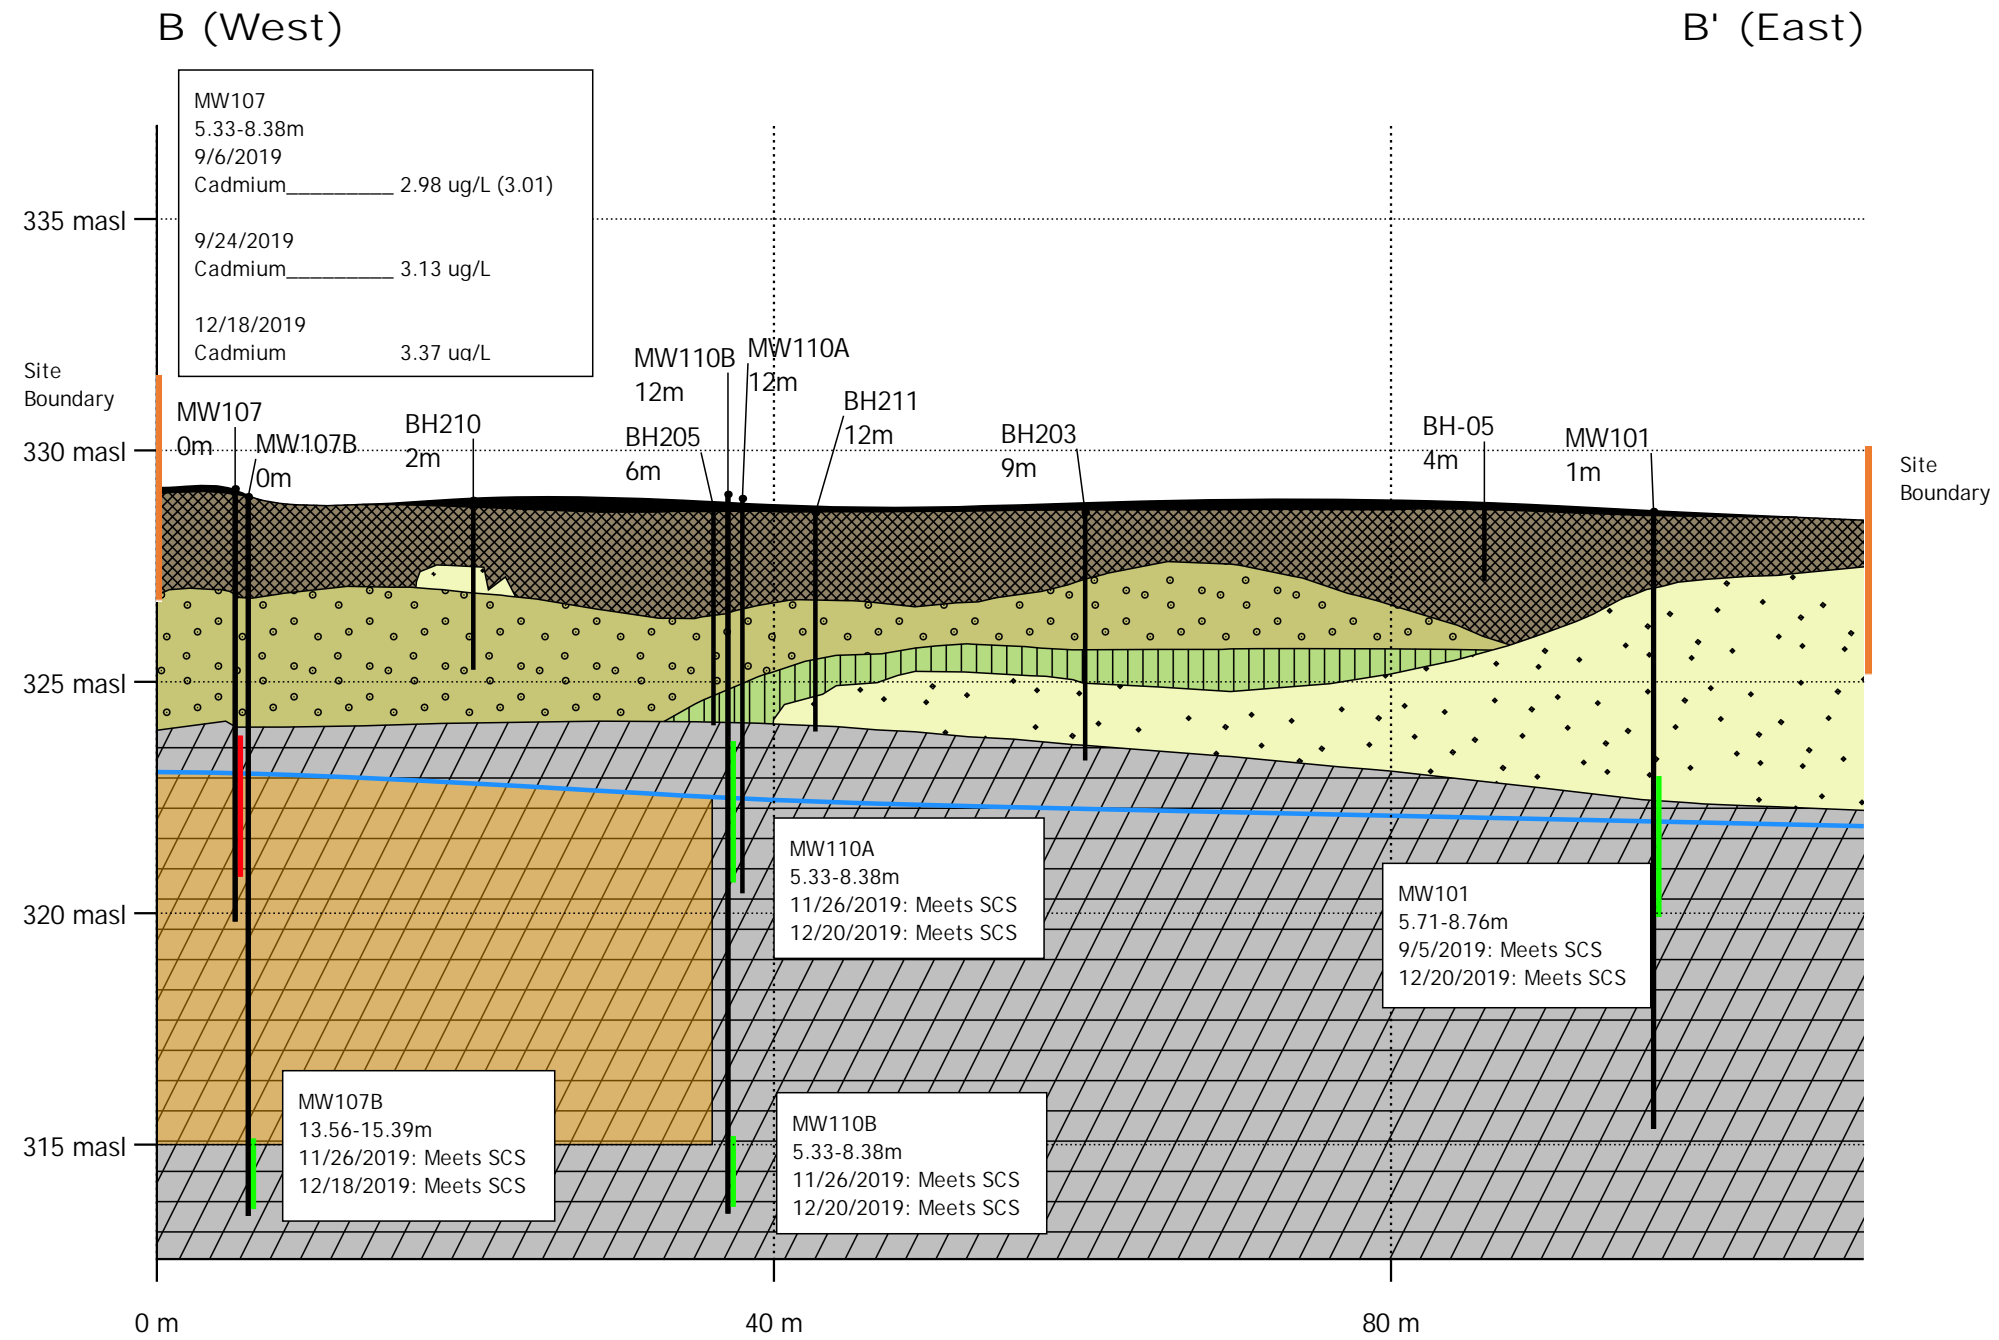 B (West)
B' (East)
MW107
5.33-8.38m
9/6/2019
Cadmium_________ 2.98 ug/L (3.01)
9/24/2019
Cadmium_________ 3.13 ug/L
12/18/2019
Cadmium 3.37 ug/L
335 masl
330 masl
325 masl
320 masl
315 masl
Site
Boundary
MW107
0m
MW107B
0m
BH210
2m
MW110B
12m
MW110A
12m
BH205
6m
BH211
12m
BH203
9m
BH-05
4m
MW101
1m
Site
Boundary
MW110A
5.33-8.38m
11/26/2019: Meets SCS
12/20/2019: Meets SCS
MW101
5.71-8.76m
9/5/2019: Meets SCS
12/20/2019: Meets SCS
MW107B
13.56-15.39m
11/26/2019: Meets SCS
12/18/2019: Meets SCS
MW110B
5.33-8.38m
11/26/2019: Meets SCS
12/20/2019: Meets SCS
0 m
40 m
80 m